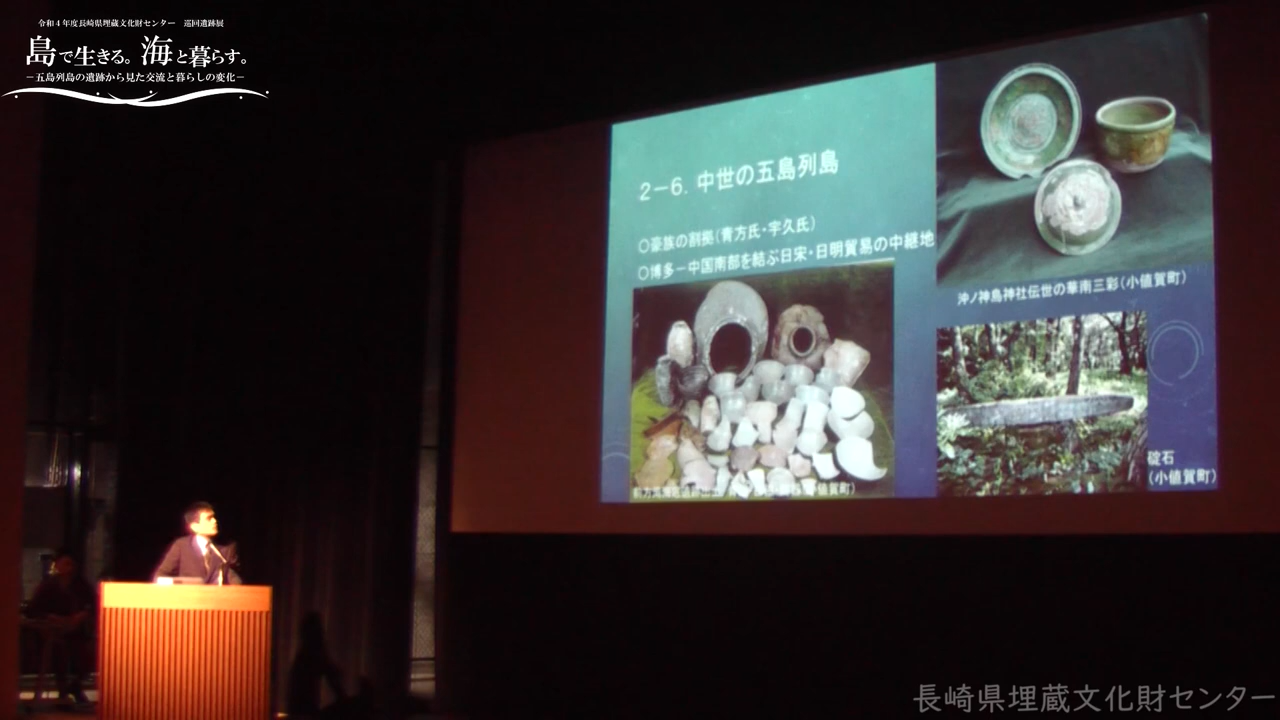 令和4年度長崎県埋蔵文化財センター 巡回遺跡展
島で生きる。海と暮らす。
－五島列島の遺跡から見た交流と暮らしの変化－
2－6. 中世の五島列島
○豪族の割拠(青方氏・宇久氏)
○博多－中国南部を結ぶ日宋・日明貿易の中継地
沖ノ神島神社伝世の華南三彩(小値賀町)
碇石
(小値賀町)
小値賀町)
長崎県埋蔵文化財センター